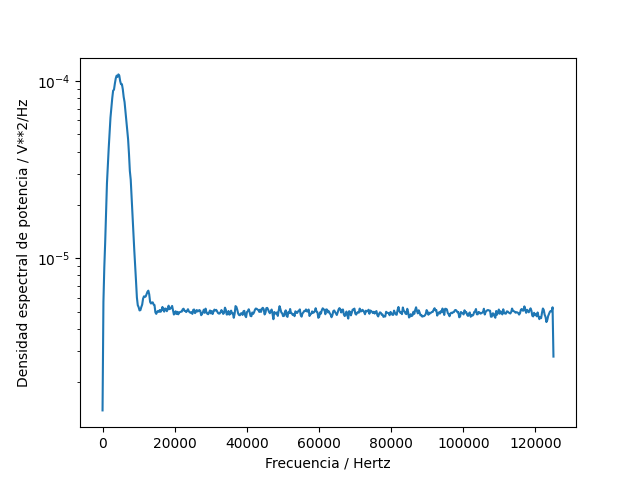 Densidad espectral de potencia / V**2/Hz
10⁻⁴
10⁻⁵
0 20000 40000 60000 80000 100000 120000
Frecuencia / Hertz